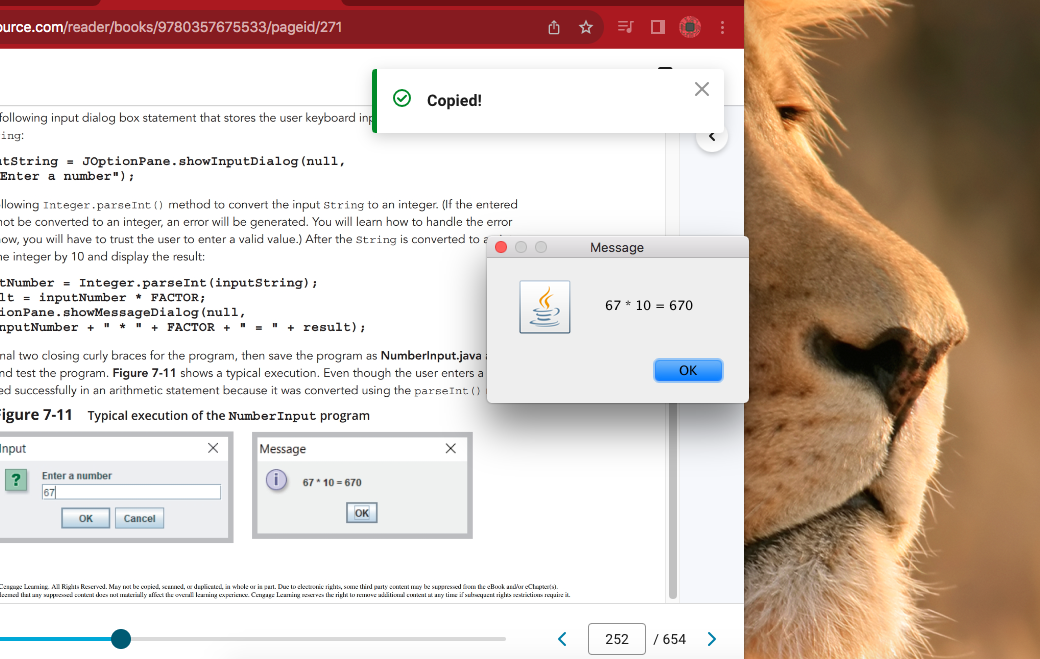 urce.com/reader/books/9780357675533/pageid/271
Copied!
following input dialog box statement that stores the user keyboard inp
ing:
tString = JOptionPane.showInputDialog(null,
Enter a number");
llowing Integer.parseInt() method to convert the input String to an integer. (If the entered
not be converted to an integer, an error will be generated. You will learn how to handle the error
ow, you will have to trust the user to enter a valid value.) After the String is converted to a
ne integer by 10 and display the result:
tNumber = Integer.parseInt(inputString);
lt = inputNumber * FACTOR;
ionPane.showMessageDialog(null,
nputNumber + " * " + FACTOR + " = " + result);
nal two closing curly braces for the program, then save the program as NumberInput.java
nd test the program. Figure 7-11 shows a typical execution. Even though the user enters a
ed successfully in an arithmetic statement because it was converted using the parseInt()
Message
67 * 10 = 670
OK
igure 7-11 Typical execution of the NumberInput program
nput
Enter a number
67
OK Cancel
Message
67 * 10 = 670
OK
Cengage Learning. All Rights Reserved. May not be copied, scanned, or duplicated, in whole or in part. Due to electronic rights, some third party content may be suppressed from the eBook and/or eChapter(s).
eemed that any suppressed content does not materially affect the overall learning experience. Cengage Learning reserves the right to remove additional content at any time if subsequent rights restrictions require it.
252 / 654